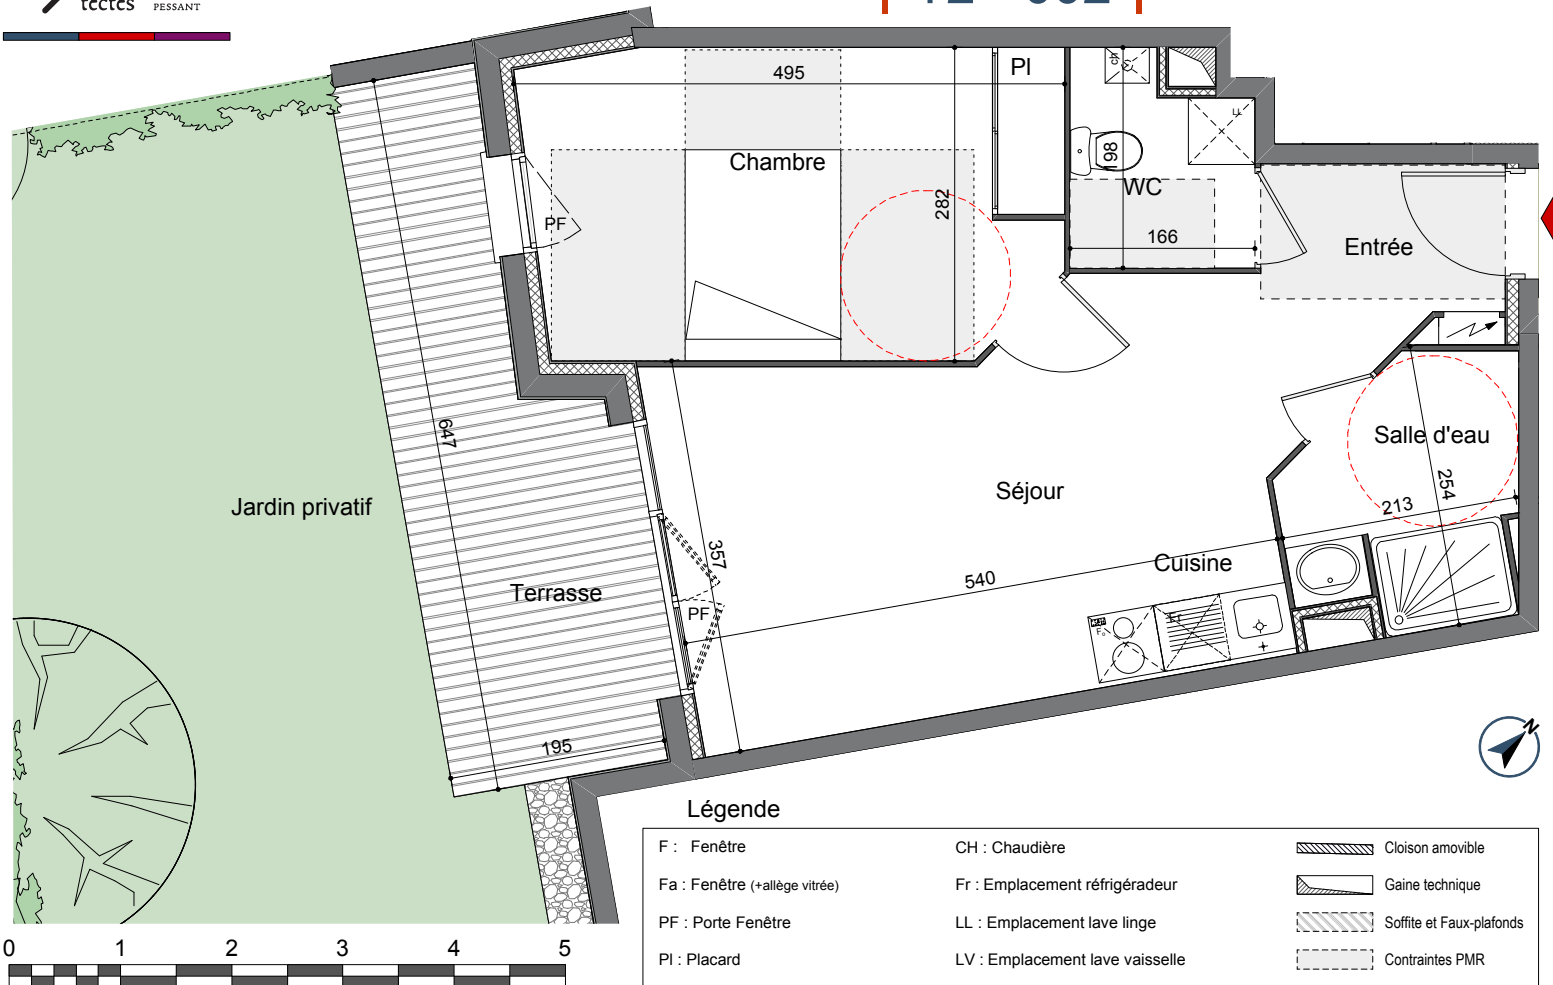 tectes
PESSANT
495
Pl
ch
LL
Chambre
198
WC
282
PF
166
Entrée
647
Salle d'eau
254
Séjour
213
Jardin privatif
357
Cuisine
540
Terrasse
PF
195
N
Légende
F : Fenêtre
CH : Chaudière
Cloison amovible
Fa : Fenêtre (+allège vitrée)
Fr : Emplacement réfrigéradeur
Gaine technique
PF : Porte Fenêtre
LL : Emplacement lave linge
Soffite et Faux-plafonds
Pl : Placard
LV : Emplacement lave vaisselle
Contraintes PMR
0 1 2 3 4 5